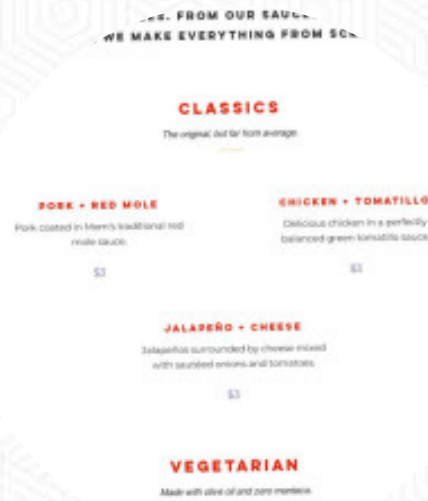 FROM OUR
WE MAKE EVERYTHING FROM
CLASSICS
The original, but far from average.
PORK + RED MOLE
Pork coated in Mom's traditional red
mole sauce.
$3
CHICKEN + TOMATILLO
Delicious chicken in a perfectly
balanced green tomatillo sauce
$3
JALAPEÑO + CHEESE
Jalapeños surrounded by cheese mixed
with sautéed onions and tomatoes.
$3
VEGETARIAN
Made with olive oil and zero manteca.